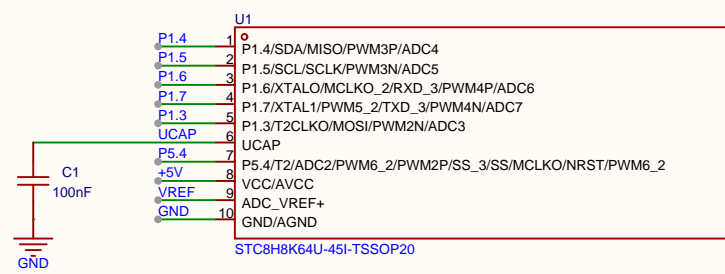 U1
P1.4 1 P1.4/SDA/MISO/PWM3P/ADC4
P1.5 2 P1.5/SCL/SCLK/PWM3N/ADC5
P1.6 3 P1.6/XTALO/MCLKO_2/RXD_3/PWM4P/ADC6
P1.7 4 P1.7/XTAL1/PWM5_2/TXD_3/PWM4N/ADC7
P1.3 5 P1.3/T2CLKO/MOSI/PWM2N/ADC3
UCAP 6 UCAP
P5.4 7 P5.4/T2/ADC2/PWM6_2/PWM2P/SS_3/SS/MCLKO/NRST/PWM6_2
+5V 8 VCC/AVCC
VREF 9 ADC_VREF+
GND 10 GND/AGND
C1
100nF
GND
STC8H8K64U-45I-TSSOP20